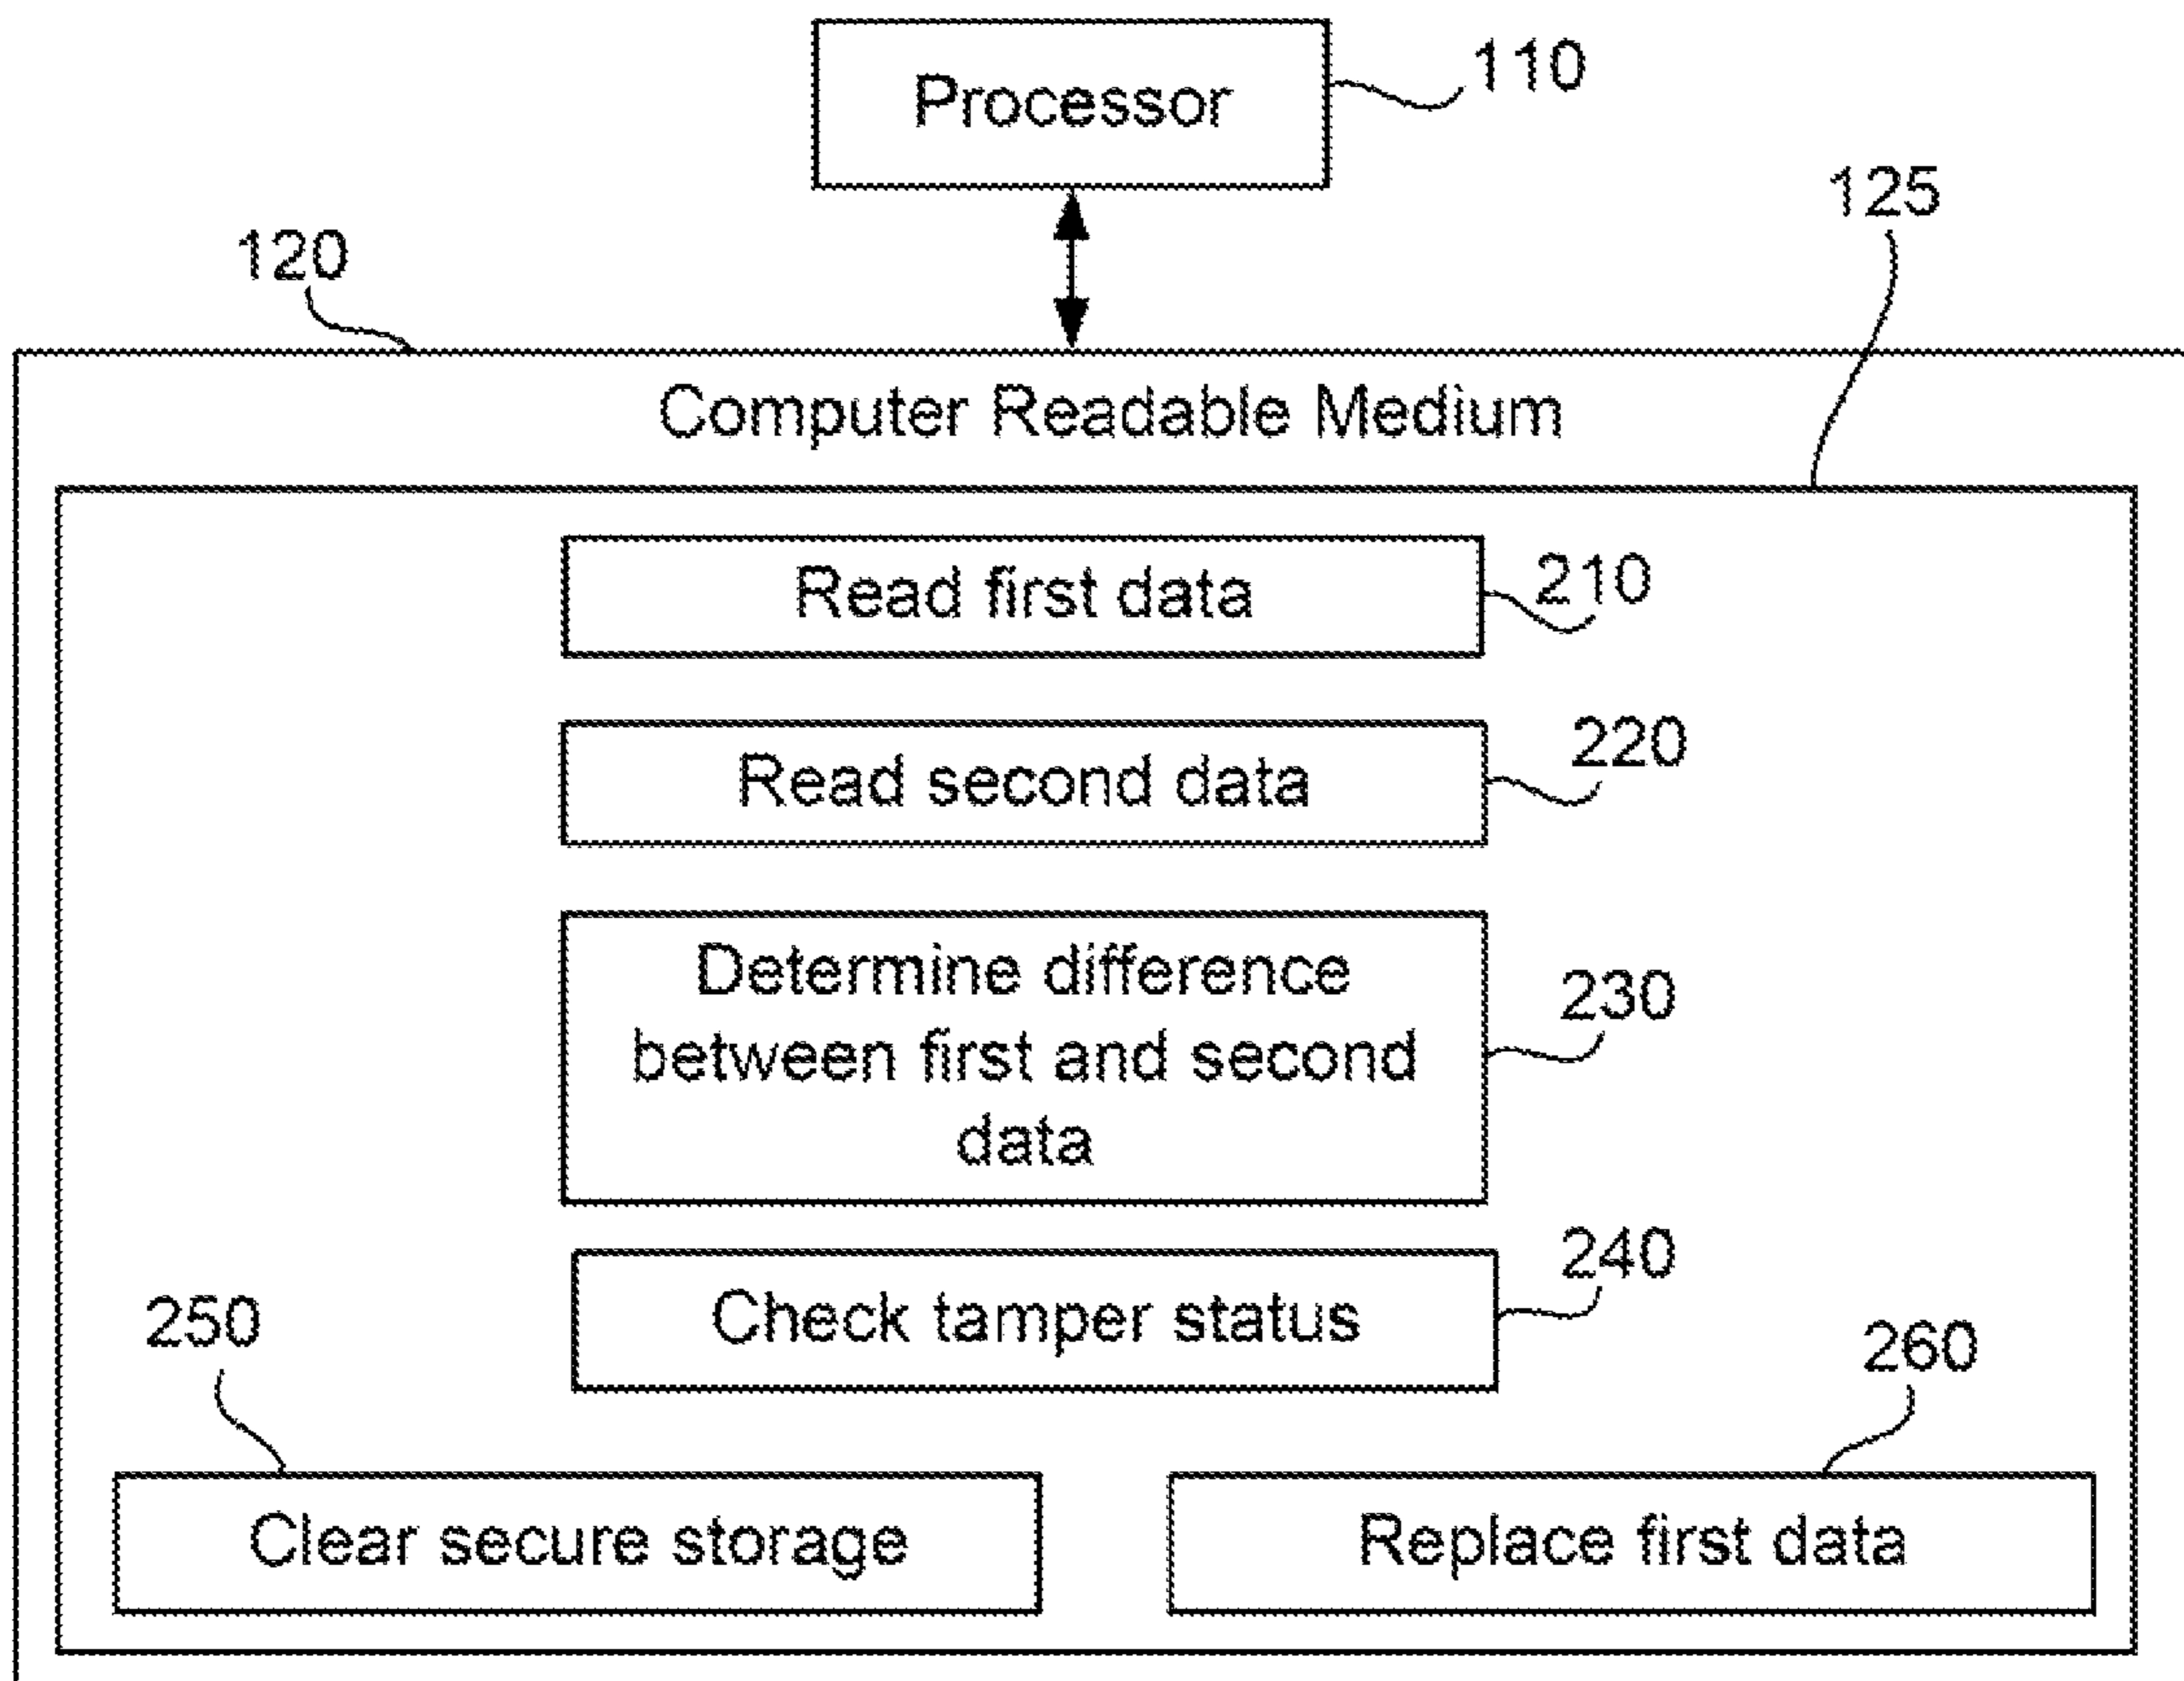 Processor
110
125
120
Computer Readable Medium
Read first data
210
Read second data
220
Determine difference
between first and second
data
230
Check tamper status
240
250
260
Clear secure storage
Replace first data